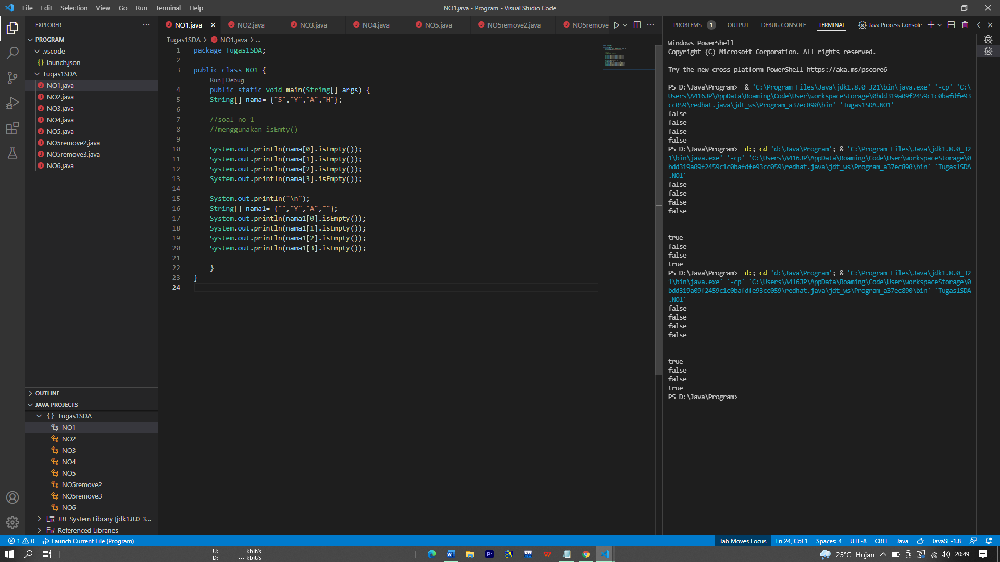 File Edit Selection View Go Run Terminal Help
NO1.java - Program - Visual Studio Code
EXPLORER
PROGRAM
.vscode
launch.json
Tugas1SDA
NO1.java
NO2.java
NO3.java
NO4.java
NO5.java
NO5remove2.java
NO5remove3.java
NO6.java
OUTLINE
JAVA PROJECTS
{} Tugas1SDA
NO1
NO2
NO3
NO4
NO5
NO5remove2
NO5remove3
NO6
JRE System Library [jdk1.8.0_3...
Referenced Libraries
NO1.java NO2.java NO3.java NO4.java NO5.java NO5remove2.java NO5remove
Tugas1SDA > NO1.java > ...
1 package Tugas1SDA;
2
3 public class NO1 {
Run | Debug
4 public static void main(String[] args) {
5 String[] nama= {"S","Y","A","H"};
6
7 //soal no 1
8 //menggunakan isEmty()
9
10 System.out.println(nama[0].isEmpty());
11 System.out.println(nama[1].isEmpty());
12 System.out.println(nama[2].isEmpty());
13 System.out.println(nama[3].isEmpty());
14
15 System.out.println("\n");
16 String[] nama1= {"","Y","A",""};
17 System.out.println(nama1[0].isEmpty());
18 System.out.println(nama1[1].isEmpty());
19 System.out.println(nama1[2].isEmpty());
20 System.out.println(nama1[3].isEmpty());
21
22 }
23 }
24
PROBLEMS 1 OUTPUT DEBUG CONSOLE TERMINAL Java Process Console
Windows PowerShell
Copyright (C) Microsoft Corporation. All rights reserved.
Try the new cross-platform PowerShell https://aka.ms/pscore6
PS D:\Java\Program>  & 'C:\Program Files\Java\jdk1.8.0_321\bin\java.exe' '-cp' 'C:\
Users\A416JP\AppData\Roaming\Code\User\workspaceStorage\0bdd319a09f2459c1c0bafdfe93
cc059\redhat.java\jdt_ws\Program_a37ec890\bin' 'Tugas1SDA.NO1'
false
false
false
false
PS D:\Java\Program>  d:; cd 'd:\Java\Program'; & 'C:\Program Files\Java\jdk1.8.0_32
1\bin\java.exe' '-cp' 'C:\Users\A416JP\AppData\Roaming\Code\User\workspaceStorage\0
bdd319a09f2459c1c0bafdfe93cc059\redhat.java\jdt_ws\Program_a37ec890\bin' 'Tugas1SDA
.NO1'
false
false
false
false
true
false
false
true
PS D:\Java\Program>  d:; cd 'd:\Java\Program'; & 'C:\Program Files\Java\jdk1.8.0_32
1\bin\java.exe' '-cp' 'C:\Users\A416JP\AppData\Roaming\Code\User\workspaceStorage\0
bdd319a09f2459c1c0bafdfe93cc059\redhat.java\jdt_ws\Program_a37ec890\bin' 'Tugas1SDA
.NO1'
false
false
false
false
true
false
false
true
PS D:\Java\Program>
1 0 Launch Current File (Program)
Tab Moves Focus Ln 24, Col 1 Spaces: 4 UTF-8 CRLF Java JavaSE-1.8
U: --- kbit/s
D: --- kbit/s
25°C Hujan 20:49